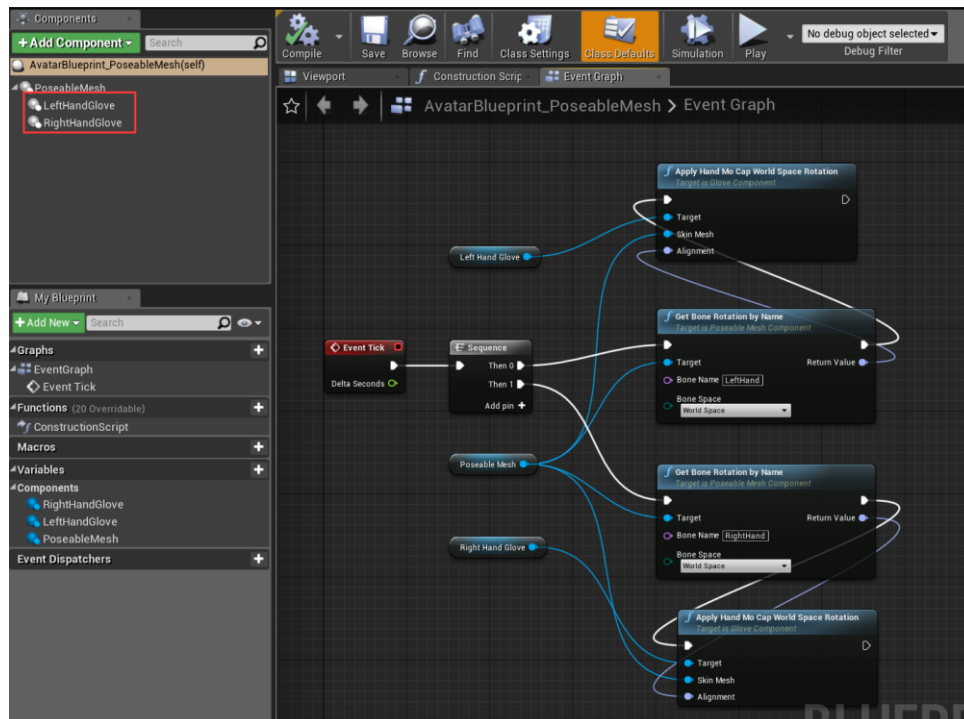 Components
+Add Component
Search
AvatarBlueprint_PoseableMesh(self)
PoseableMesh
LeftHandGlove
RightHandGlove
My Blueprint
+Add New
Search
Graphs
EventGraph
Event Tick
Functions (20 Overridable)
ConstructionScript
Macros
Variables
Components
RightHandGlove
LeftHandGlove
PoseableMesh
Event Dispatchers
Compile
Save
Browse
Find
Class Settings
Class Defaults
Simulation
Play
No debug object selected
Debug Filter
Viewport
Construction Scrip
Event Graph
AvatarBlueprint_PoseableMesh > Event Graph
Apply Hand Mo Cap World Space Rotation
Target is Glove Component
Target
Skin Mesh
Alignment
Left Hand Glove
Get Bone Rotation by Name
Target is Poseable Mesh Component
Target
Return Value
Bone Name LeftHand
Bone Space
World Space
Event Tick
Delta Seconds
Sequence
Then 0
Then 1
Add pin +
Poseable Mesh
Get Bone Rotation by Name
Target is Poseable Mesh Component
Target
Return Value
Bone Name RightHand
Bone Space
World Space
Right Hand Glove
Apply Hand Mo Cap World Space Rotation
Target is Glove Component
Target
Skin Mesh
Alignment